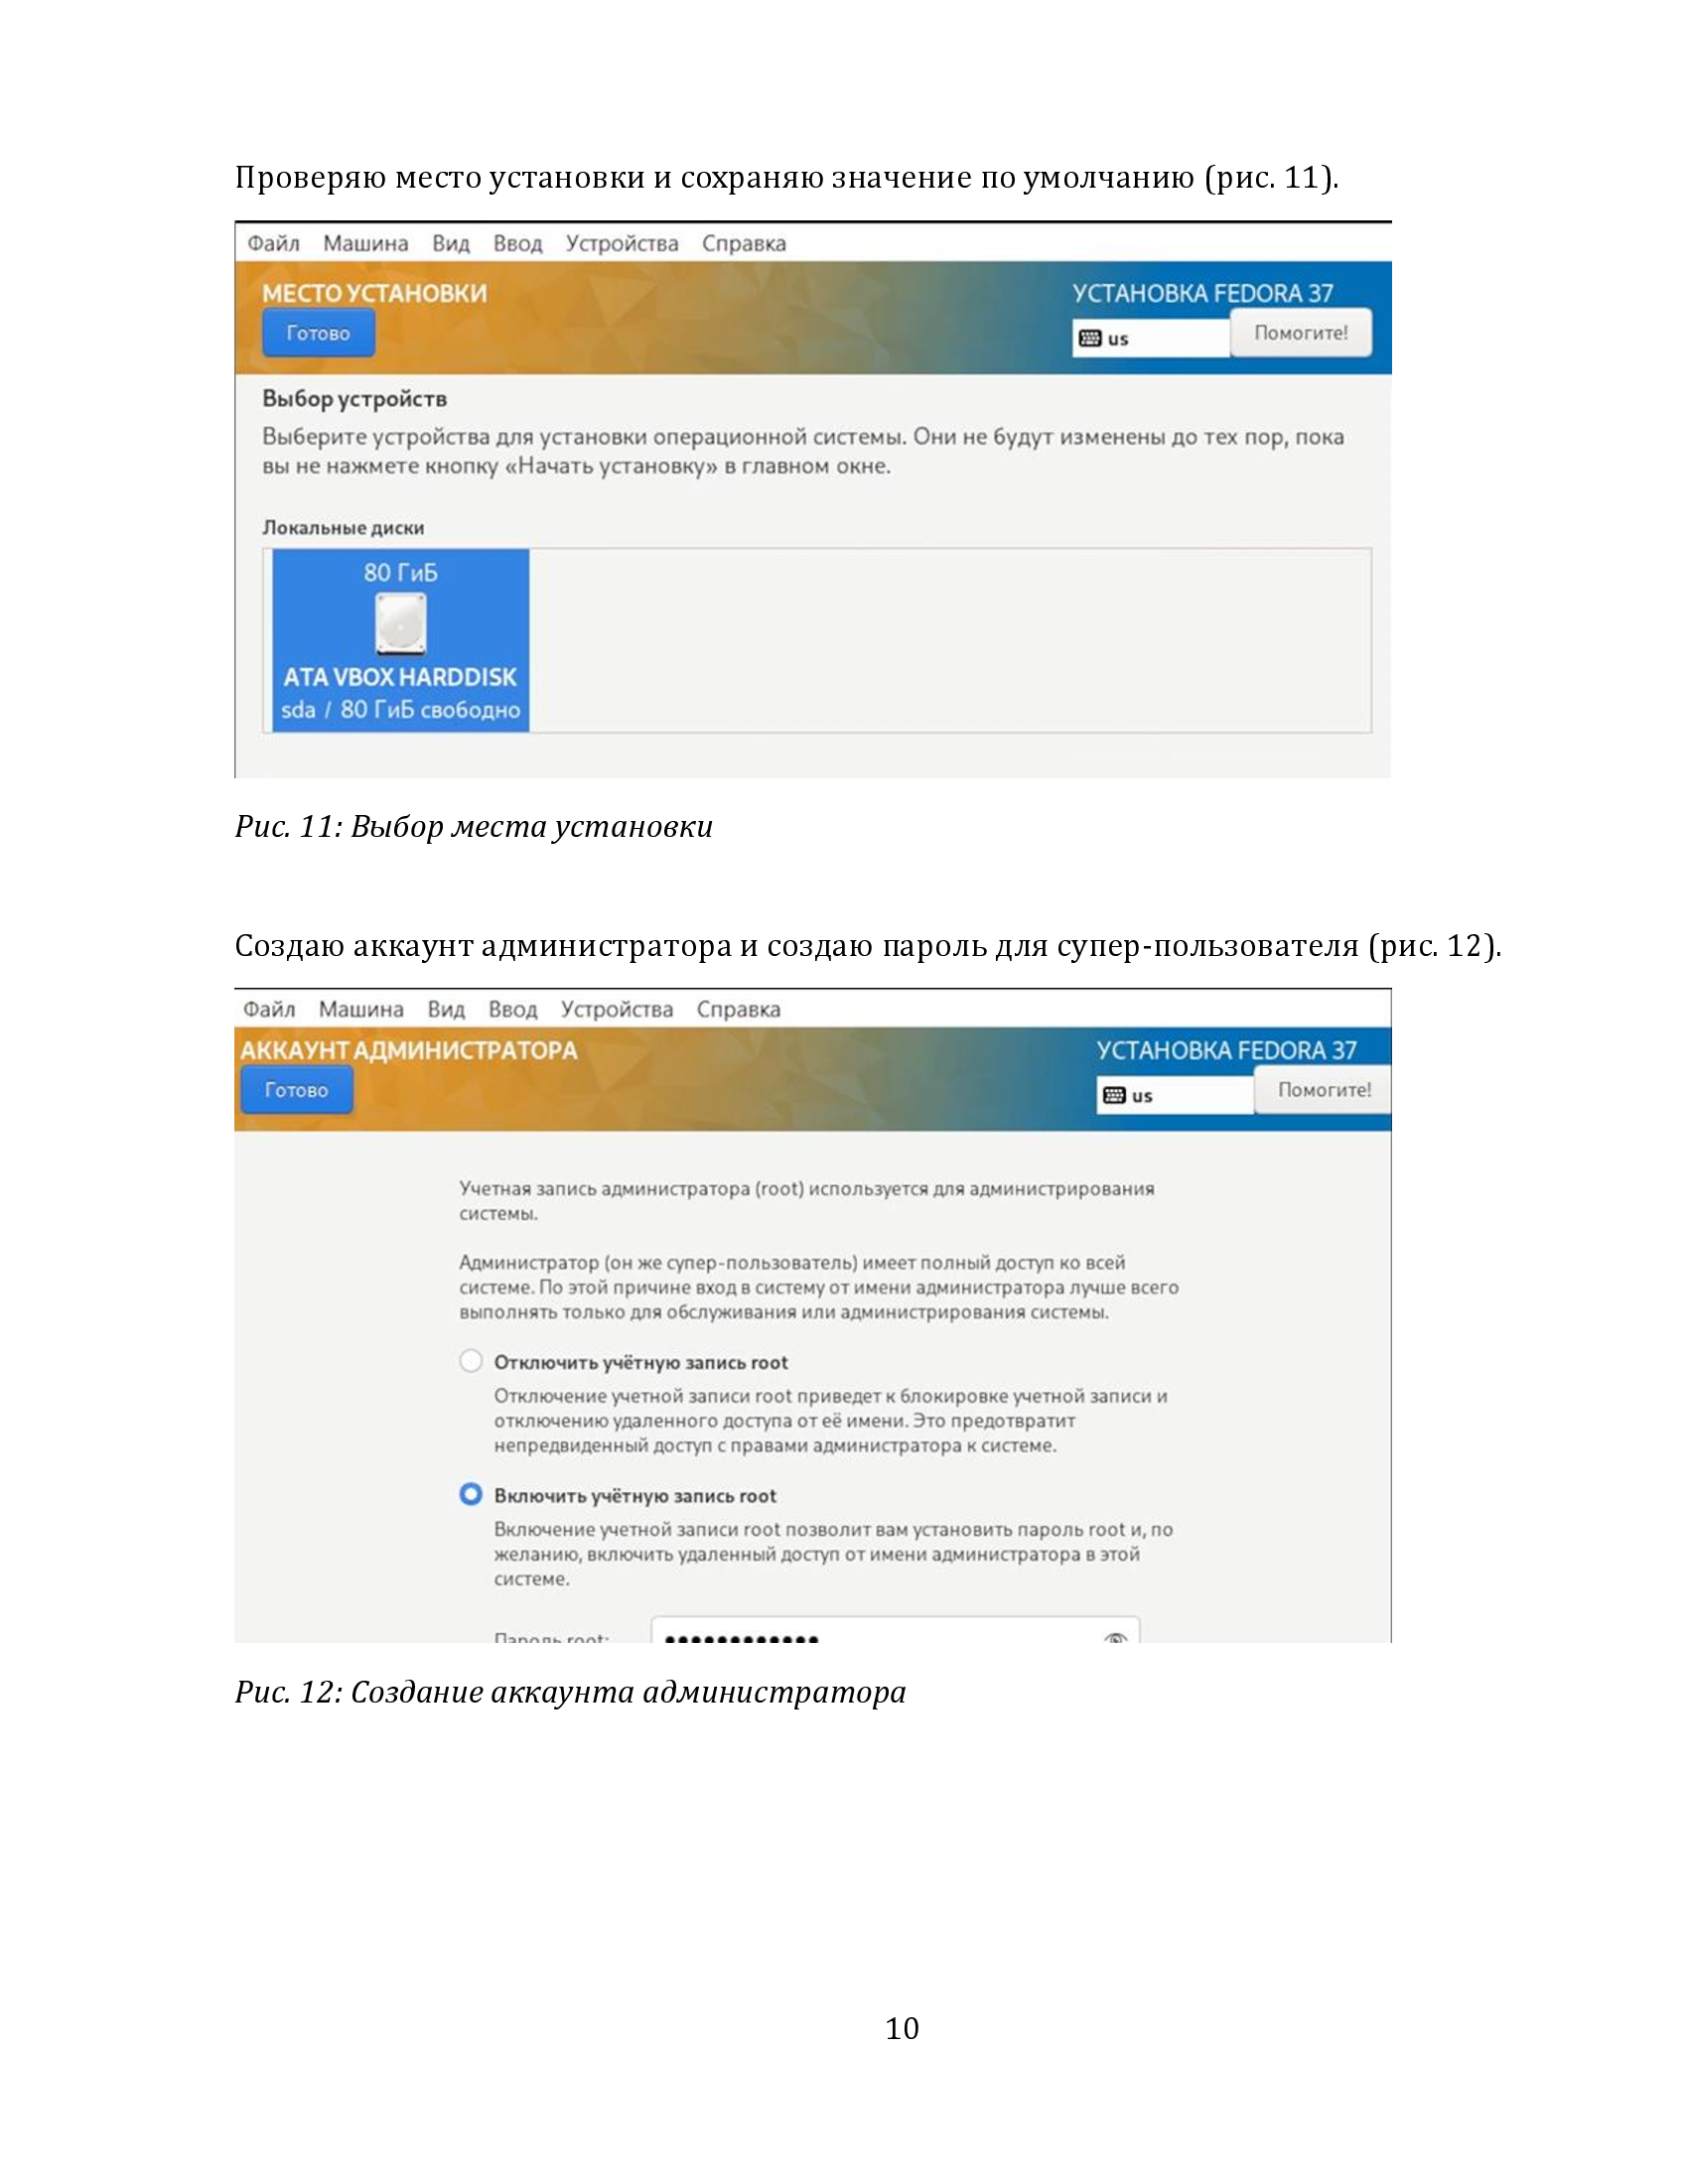 Проверяю место установки и сохраняю значение по умолчанию (рис. 11).
Файл Машина Вид Ввод Устройства Справка
МЕСТО УСТАНОВКИ УСТАНОВКА FEDORA 37
Готово us Помогите!
Выбор устройств
Выберите устройства для установки операционной системы. Они не будут изменены до тех пор, пока
вы не нажмете кнопку «Начать установку» в главном окне.
Локальные диски
80 ГиБ
ATA VBOX HARDDISK
sda / 80 ГиБ свободно
Рис. 11: Выбор места установки
Создаю аккаунт администратора и создаю пароль для супер-пользователя (рис. 12).
Файл Машина Вид Ввод Устройства Справка
АККАУНТ АДМИНИСТРАТОРА УСТАНОВКА FEDORA 37
Готово us Помогите!
Учетная запись администратора (root) используется для администрирования
системы.
Администратор (он же супер-пользователь) имеет полный доступ ко всей
системе. По этой причине вход в систему от имени администратора лучше всего
выполнять только для обслуживания или администрирования системы.
Отключить учётную запись root
Отключение учетной записи root приведет к блокировке учетной записи и
отключению удаленного доступа от её имени. Это предотвратит
непредвиденный доступ с правами администратора к системе.
Включить учётную запись root
Включение учетной записи root позволит вам установить пароль root и, по
желанию, включить удаленный доступ от имени администратора в этой
системе.
Пароль root: ••••••••••••
Рис. 12: Создание аккаунта администратора
10